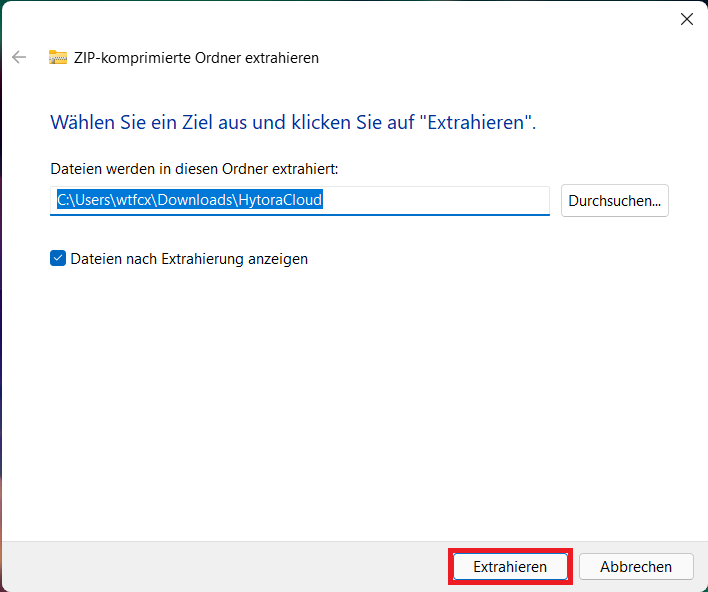 ZIP-komprimierte Ordner extrahieren
Wählen Sie ein Ziel aus und klicken Sie auf "Extrahieren".
Dateien werden in diesen Ordner extrahiert:
C:\Users\wtfcx\Downloads\HytoraCloud
Durchsuchen...
Dateien nach Extrahierung anzeigen
Extrahieren
Abbrechen